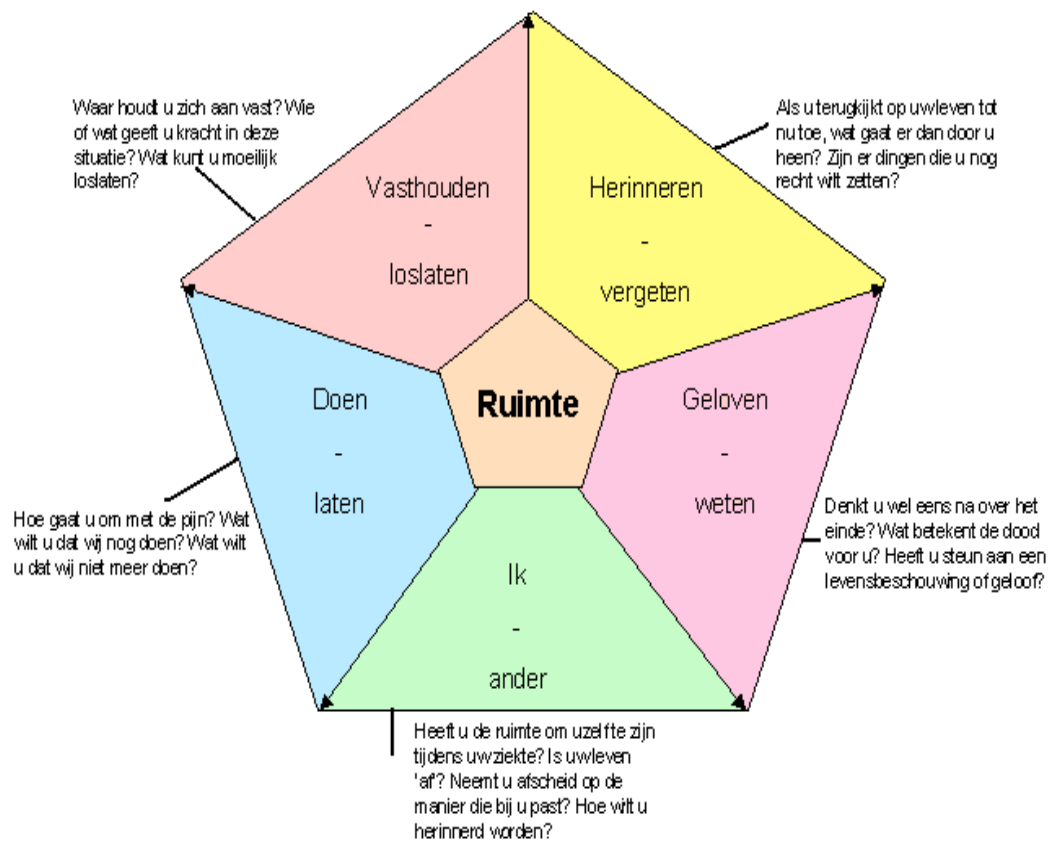 Waar houdt u zich aan vast? Wie
of wat geeft u kracht in deze
situatie? Wat kunt u moeilijk
loslaten?
Als u terugkijkt op uw leven tot
nu toe, wat gaat er dan door u
heen? Zijn er dingen die u nog
recht wilt zetten?
Vasthouden
-
loslaten
Herinneren
-
vergeten
Doen
-
laten
Ruimte
Geloven
-
weten
Hoe gaat u om met de pijn? Wat
wilt u dat wij nog doen? Wat wilt
u dat wij niet meer doen?
Denkt u wel eens na over het
einde? Wat betekent de dood
voor u? Heeft u steun aan een
levensbeschouwing of geloof?
Ik
-
ander
Heeft u de ruimte om uzelf te zijn
tijdens uw ziekte? Is uw leven
'af'? Neemt u afscheid op de
manier die bij u past? Hoe wilt u
herinnerd worden?